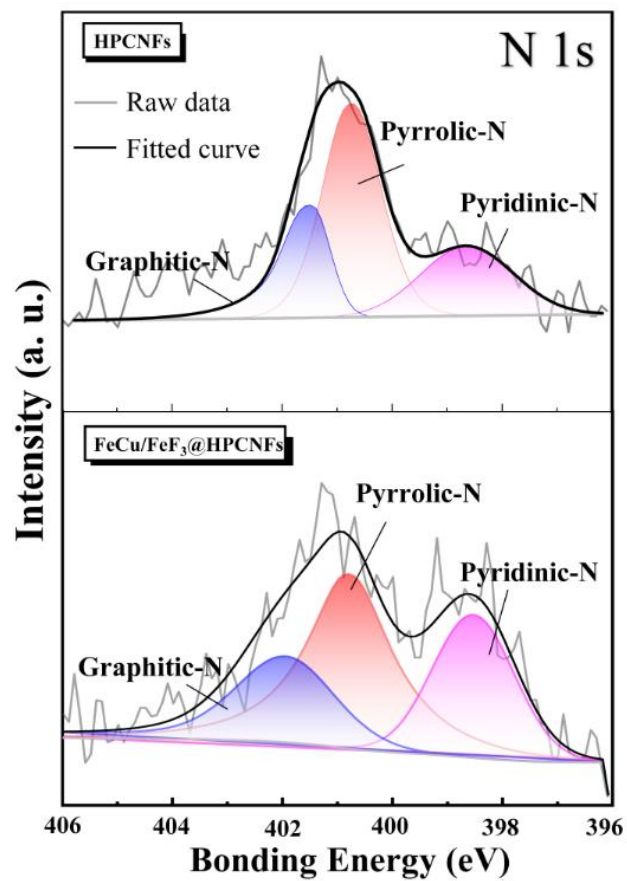 HPCNFs
N 1s
Raw data
Fitted curve
Pyrrolic-N
Pyridinic-N
Graphitic-N
Intensity (a. u.)
FeCu/FeF₃@HPCNFs
Pyrrolic-N
Pyridinic-N
Graphitic-N
406 404 402 400 398 396
Bonding Energy (eV)